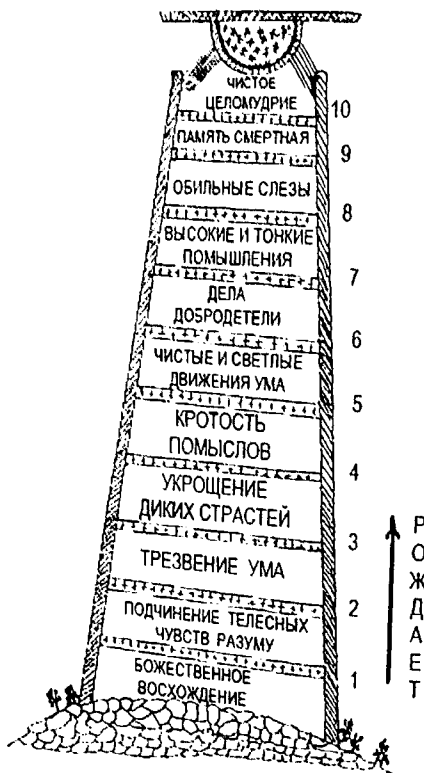 ЧИСТОЕ
ЦЕЛОМУДРИЕ
10
ПАМЯТЬ СМЕРТНАЯ
9
ОБИЛЬНЫЕ СЛЕЗЫ
8
ВЫСОКИЕ И ТОНКИЕ
ПОМЫШЛЕНИЯ
7
ДЕЛА
ДОБРОДЕТЕЛИ
6
ЧИСТЫЕ И СВЕТЛЫЕ
ДВИЖЕНИЯ УМА
5
КРОТОСТЬ
ПОМЫСЛОВ
4
УКРОЩЕНИЕ
ДИКИХ СТРАСТЕЙ
3
ТРЕЗВЕНИЕ УМА
2
ПОДЧИНЕНИЕ ТЕЛЕСНЫХ
ЧУВСТВ РАЗУМУ
1
БОЖЕСТВЕННОЕ
ВОСХОЖДЕНИЕ
РОЖДАЕТ